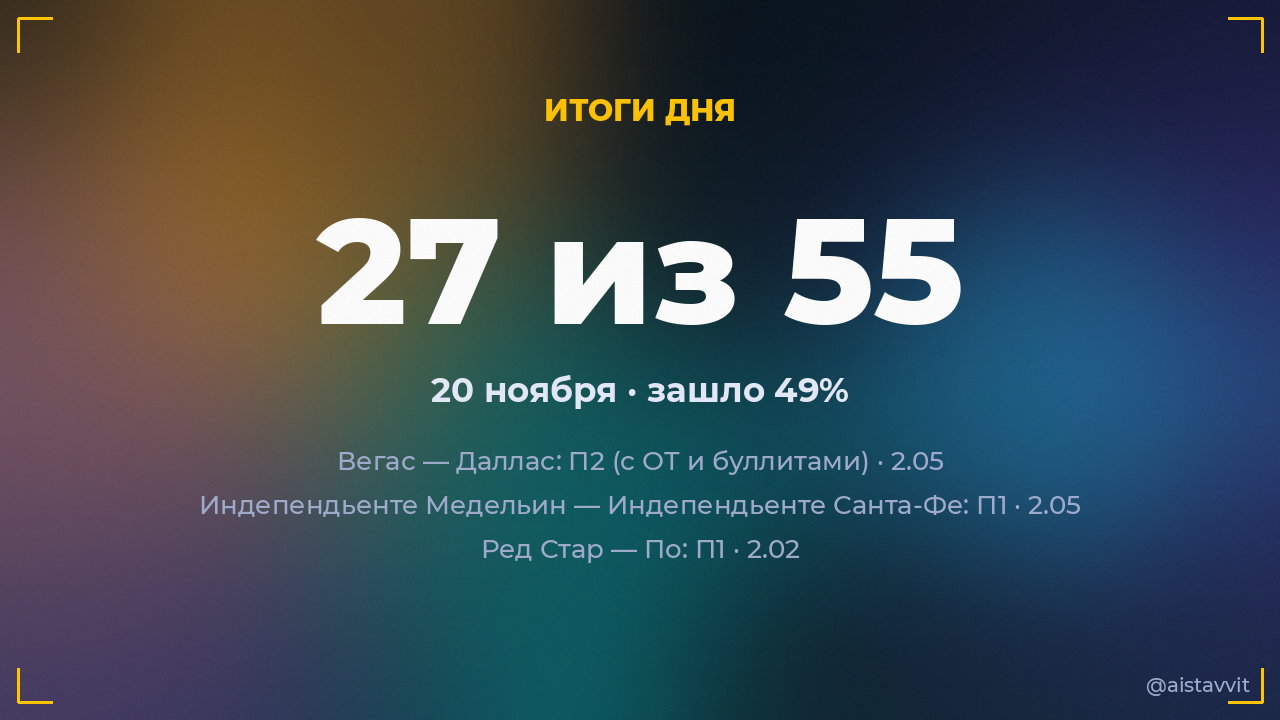 ИТОГИ ДНЯ
27 из 55
20 ноября · зашло 49%
Вегас — Даллас: П2 (с ОТ и буллитами) · 2.05
Индепендьенте Медельин — Индепендьенте Санта-Фе: П1 · 2.05
Ред Стар — По: П1 · 2.02
@aistavvit